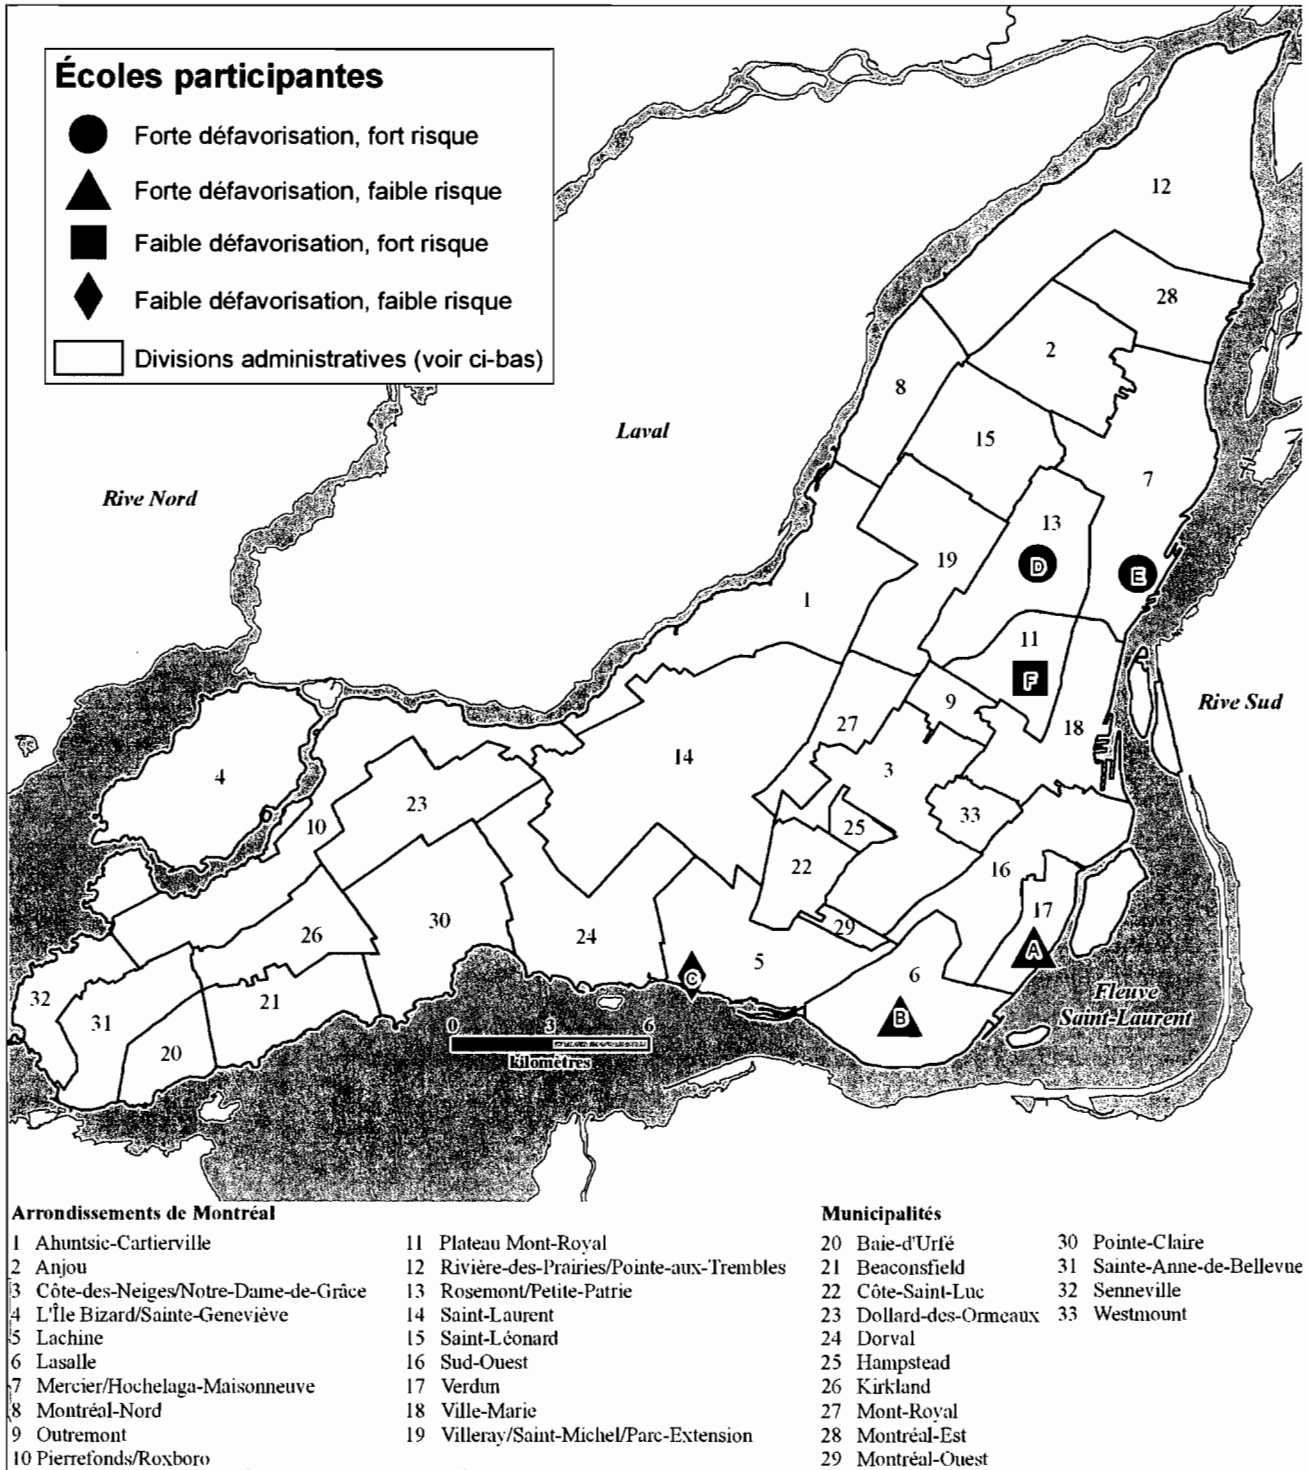 Écoles participantes
Forte défavorisation, fort risque
Forte défavorisation, faible risque
Faible défavorisation, fort risque
Faible défavorisation, faible risque
Divisions administratives (voir ci-bas)
12
28
2
8
Laval
15
7
Rive Nord
13
19
D
E
1
11
F
9
Rive Sud
27
18
14
3
4
23
10
25
33
22
16
17
30
29
26
24
5
A
6
C
32
21
31
B
Fleuve
Saint-Laurent
20
0 3 6
kilomètres
Arrondissements de Montréal
1 Ahuntsic-Cartierville
2 Anjou
3 Côte-des-Neiges/Notre-Dame-de-Grâce
4 L'Île Bizard/Sainte-Geneviève
5 Lachine
6 Lasalle
7 Mercier/Hochelaga-Maisonneuve
8 Montréal-Nord
9 Outremont
10 Pierrefonds/Roxboro
11 Plateau Mont-Royal
12 Rivière-des-Prairies/Pointe-aux-Trembles
13 Rosemont/Petite-Patrie
14 Saint-Laurent
15 Saint-Léonard
16 Sud-Ouest
17 Verdun
18 Ville-Marie
19 Villeray/Saint-Michel/Parc-Extension
Municipalités
20 Baie-d'Urfé
21 Beaconsfield
22 Côte-Saint-Luc
23 Dollard-des-Ormeaux
24 Dorval
25 Hampstead
26 Kirkland
27 Mont-Royal
28 Montréal-Est
29 Montréal-Ouest
30 Pointe-Claire
31 Sainte-Anne-de-Bellevue
32 Senneville
33 Westmount